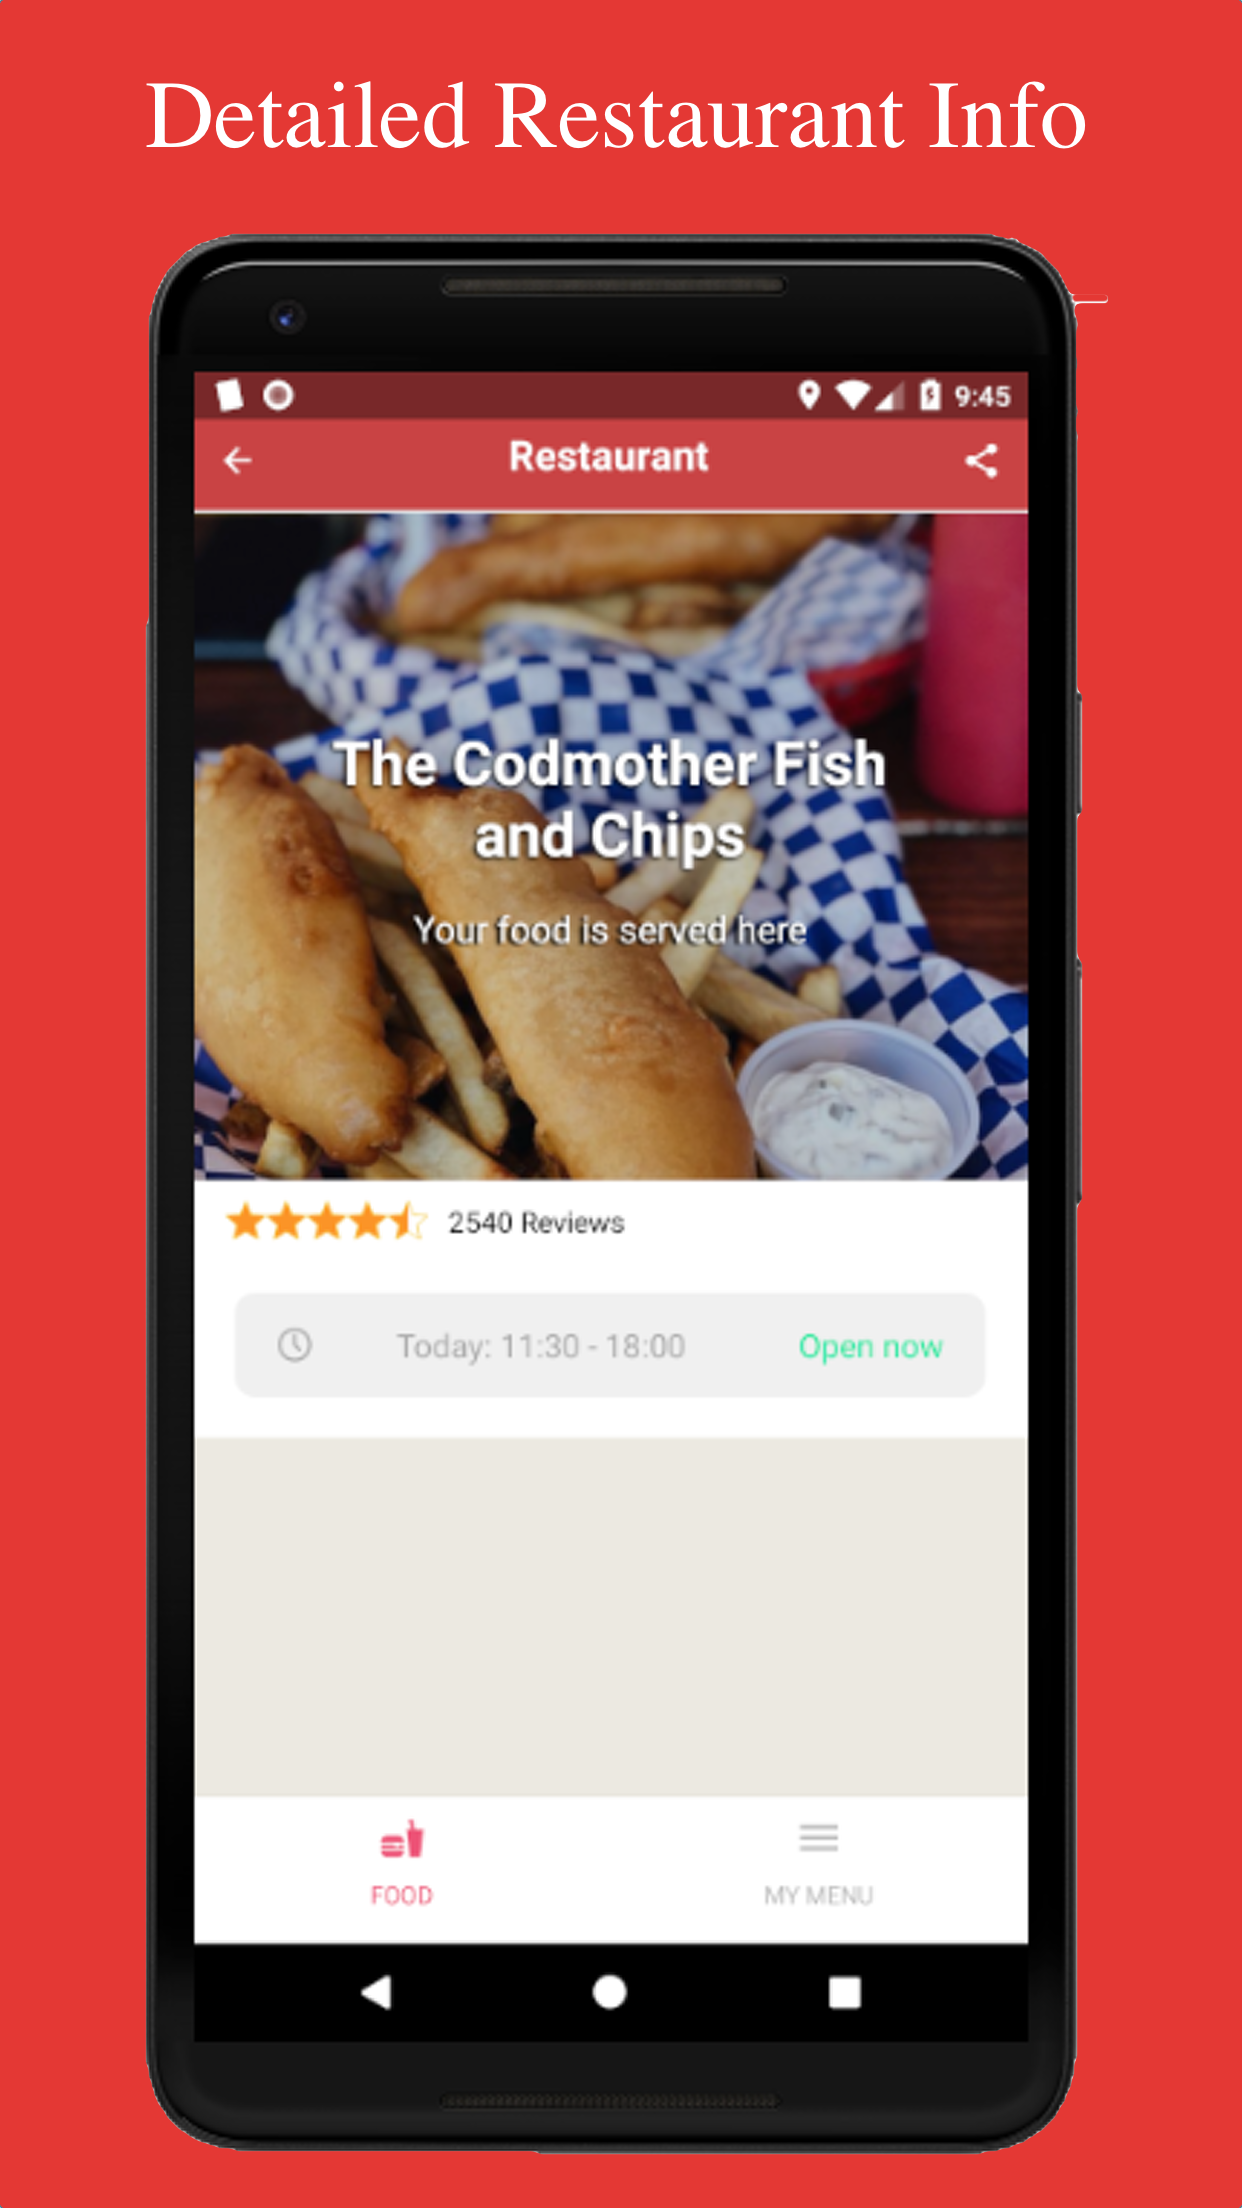 Detailed Restaurant Info
9:45
Restaurant
The Codmother Fish
and Chips
Your food is served here
2540 Reviews
Today: 11:30 - 18:00 Open now
FOOD MY MENU